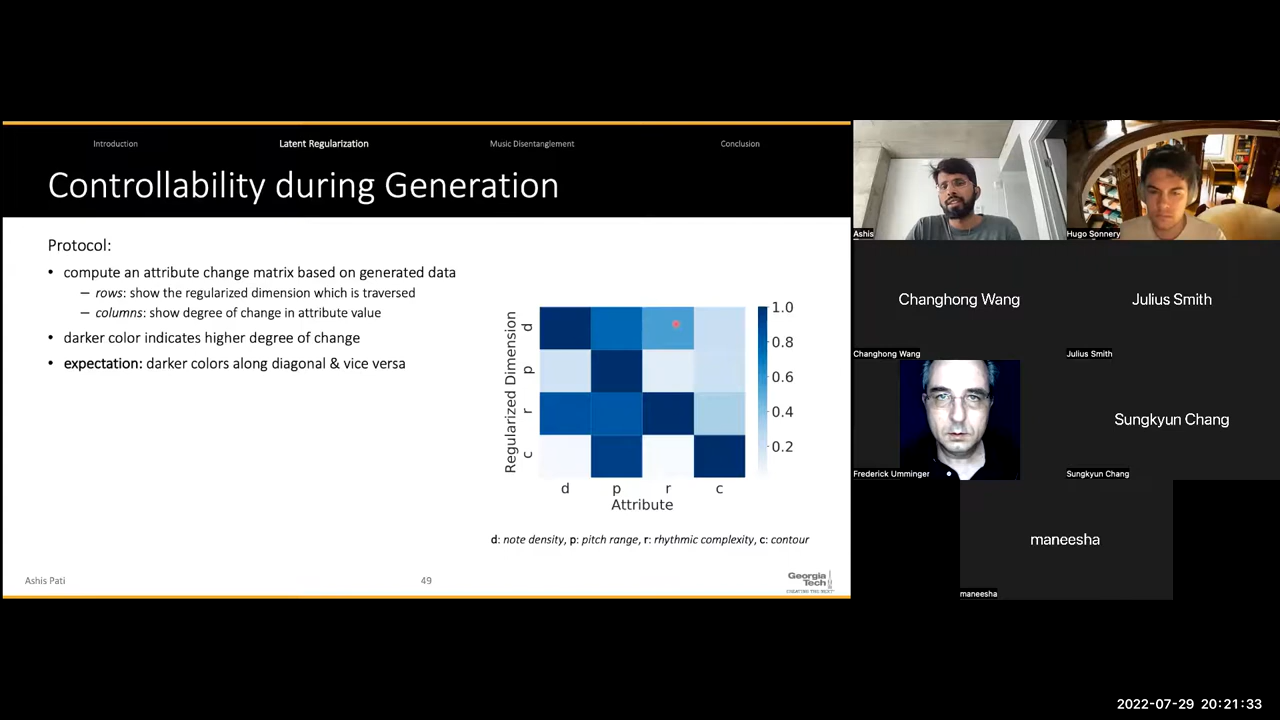 Introduction
Latent Regularization
Music Disentanglement
Conclusion
Controllability during Generation
Protocol:
• compute an attribute change matrix based on generated data
– rows: show the regularized dimension which is traversed
– columns: show degree of change in attribute value
• darker color indicates higher degree of change
• expectation: darker colors along diagonal & vice versa
Regularized Dimension
d
p
r
c
d p r c
Attribute
1.0
0.8
0.6
0.4
0.2
d: note density, p: pitch range, r: rhythmic complexity, c: contour
Ashis Pati
49
Georgia
Tech
Ashis
Hugo Sonnery
Changhong Wang
Changhong Wang
Julius Smith
Julius Smith
Frederick Umminger
Sungkyun Chang
Sungkyun Chang
maneesha
maneesha
2022-07-29 20:21:33